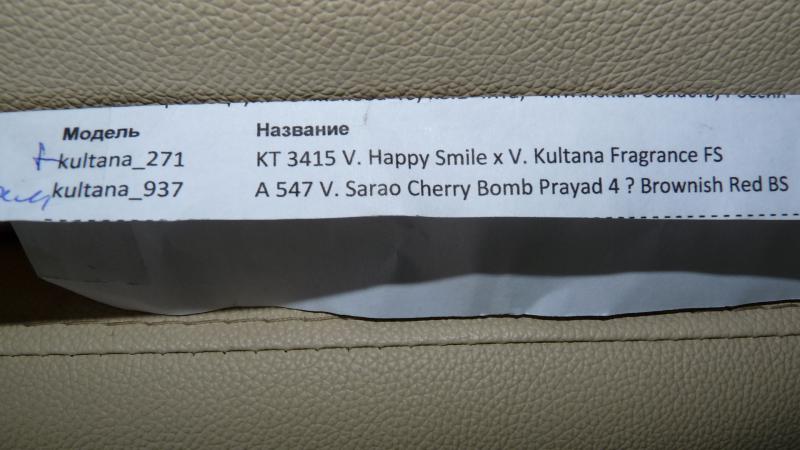 Россия
Модель Название
kultana_271 KT 3415 V. Happy Smile x V. Kultana Fragrance FS
kultana_937 A 547 V. Sarao Cherry Bomb Prayad 4 ? Brownish Red BS